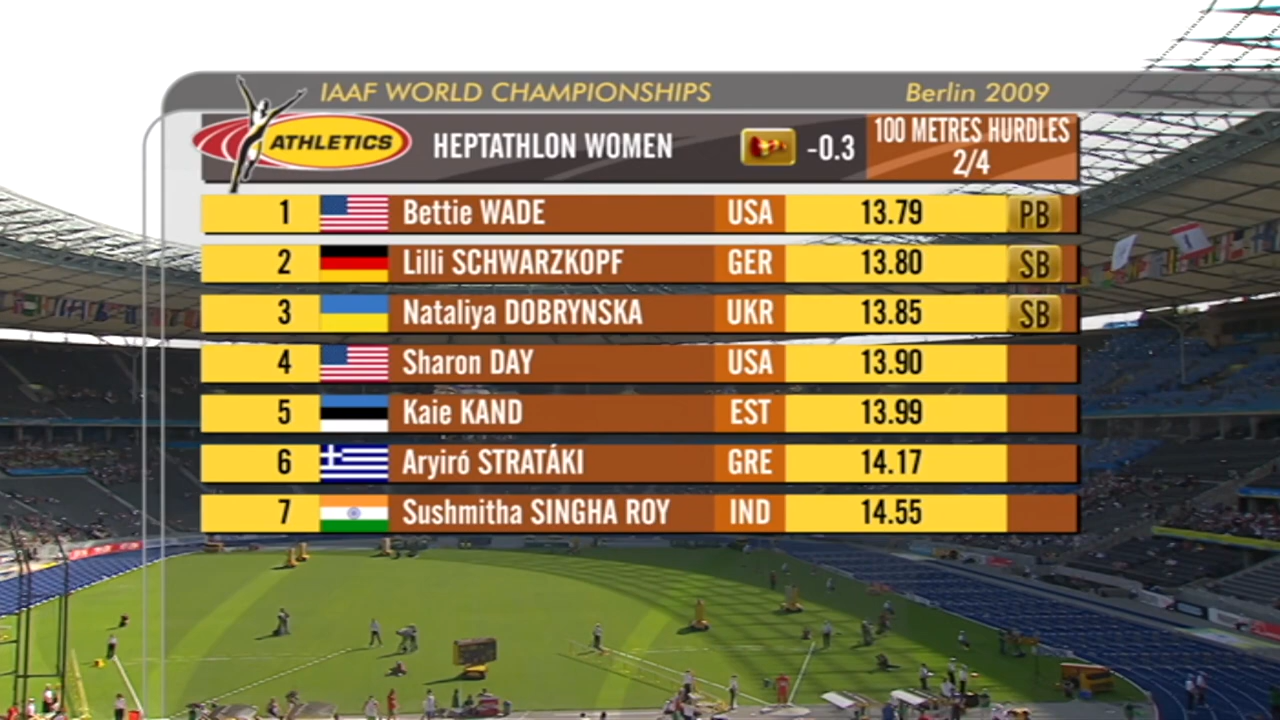 IAAF WORLD CHAMPIONSHIPS Berlin 2009
ATHLETICS HEPTATHLON WOMEN -0.3 100 METRES HURDLES
2/4
1 Bettie WADE USA 13.79 PB
2 Lilli SCHWARZKOPF GER 13.80 SB
3 Nataliya DOBRYNSKA UKR 13.85 SB
4 Sharon DAY USA 13.90
5 Kaie KAND EST 13.99
6 Aryiró STRATÁKI GRE 14.17
7 Sushmitha SINGHA ROY IND 14.55